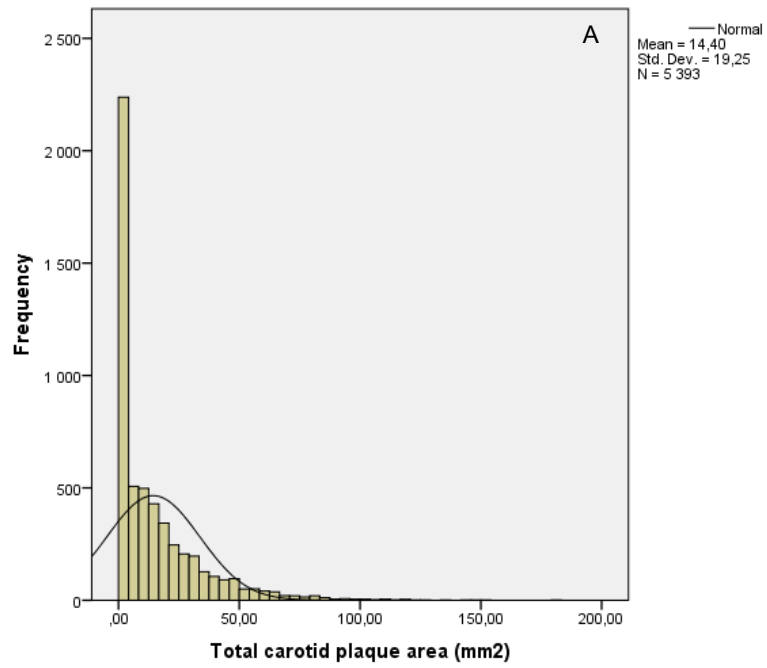 A
Normal
Mean = 14,40
Std. Dev. = 19,25
N = 5 393
2 500
2 000
1 500
1 000
500
0
Frequency
,00
50,00
100,00
150,00
200,00
Total carotid plaque area (mm2)